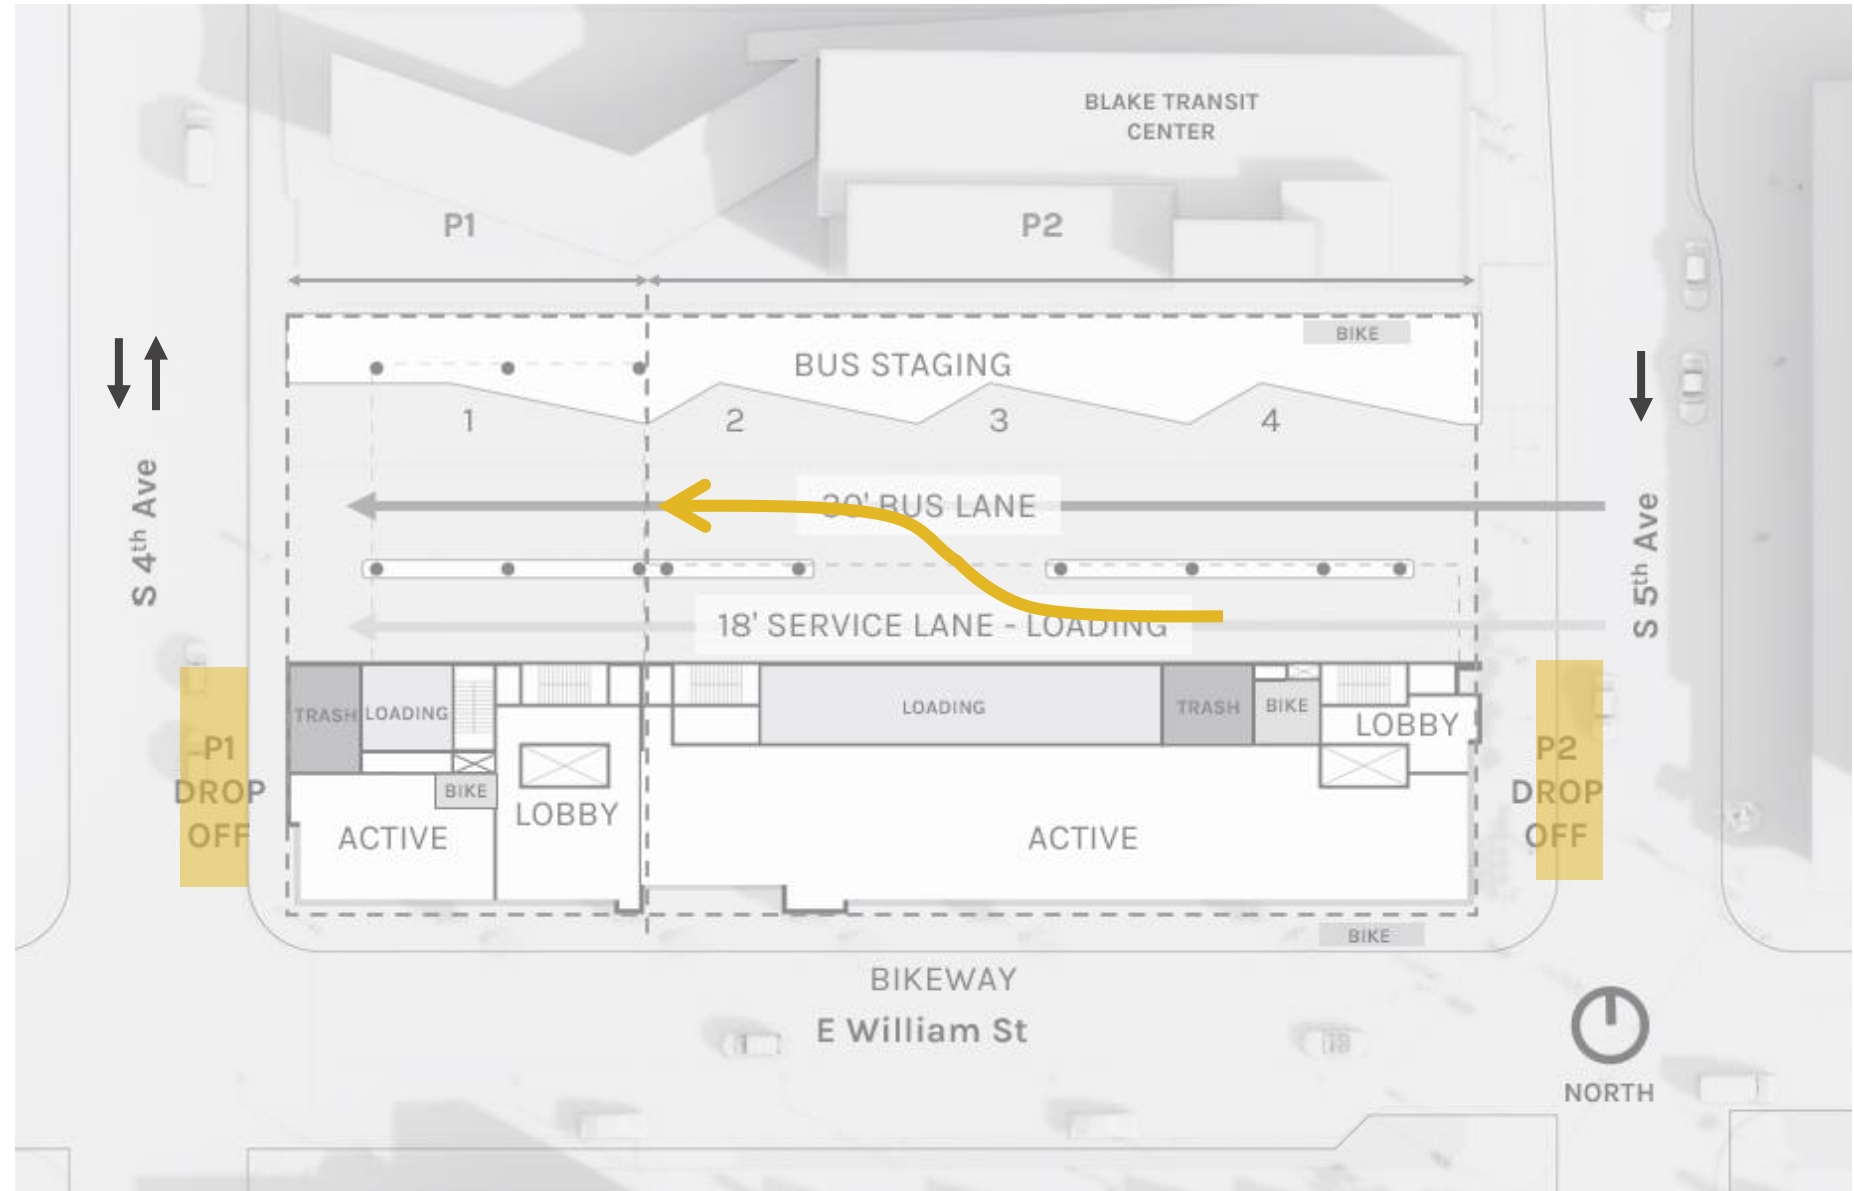 BLAKE TRANSIT
CENTER
P1
P2
BIKE
BUS STAGING
1
2
3
4
S 4th Ave
S 5th Ave
30' BUS LANE
18' SERVICE LANE - LOADING
TRASH
LOADING
LOADING
TRASH
BIKE
LOBBY
P1
DROP
OFF
P2
DROP
OFF
BIKE
LOBBY
ACTIVE
ACTIVE
BIKE
BIKEWAY
E William St
NORTH